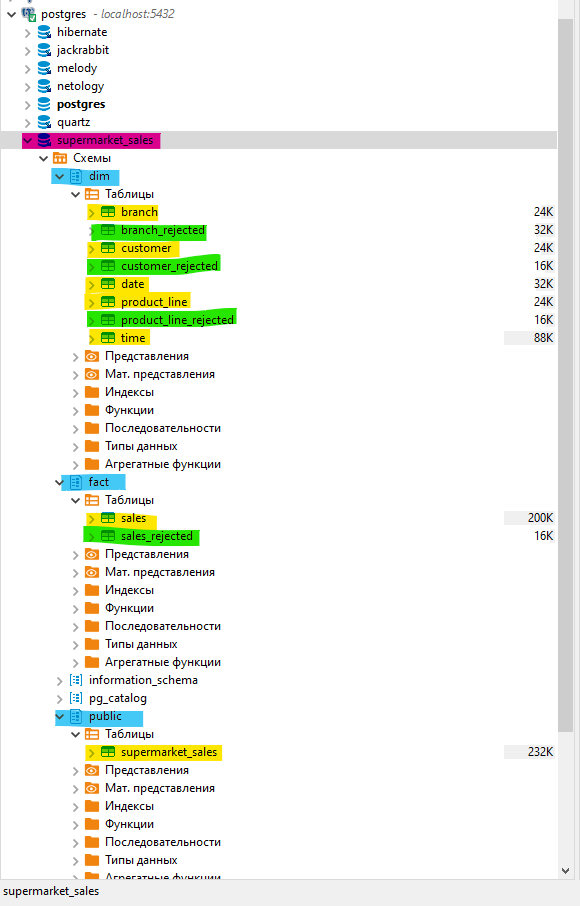 postgres - localhost:5432
hibernate
jackrabbit
melody
netology
postgres
quartz
supermarket_sales
Схемы
dim
Таблицы
branch 24K
branch_rejected 32K
customer 24K
customer_rejected 16K
date 32K
product_line 24K
product_line_rejected 16K
time 88K
Представления
Мат. представления
Индексы
Функции
Последовательности
Типы данных
Агрегатные функции
fact
Таблицы
sales 200K
sales_rejected 16K
Представления
Мат. представления
Индексы
Функции
Последовательности
Типы данных
Агрегатные функции
information_schema
pg_catalog
public
Таблицы
supermarket_sales 232K
Представления
Мат. представления
Индексы
Функции
Последовательности
Типы данных
Агрегатные функции
supermarket_sales